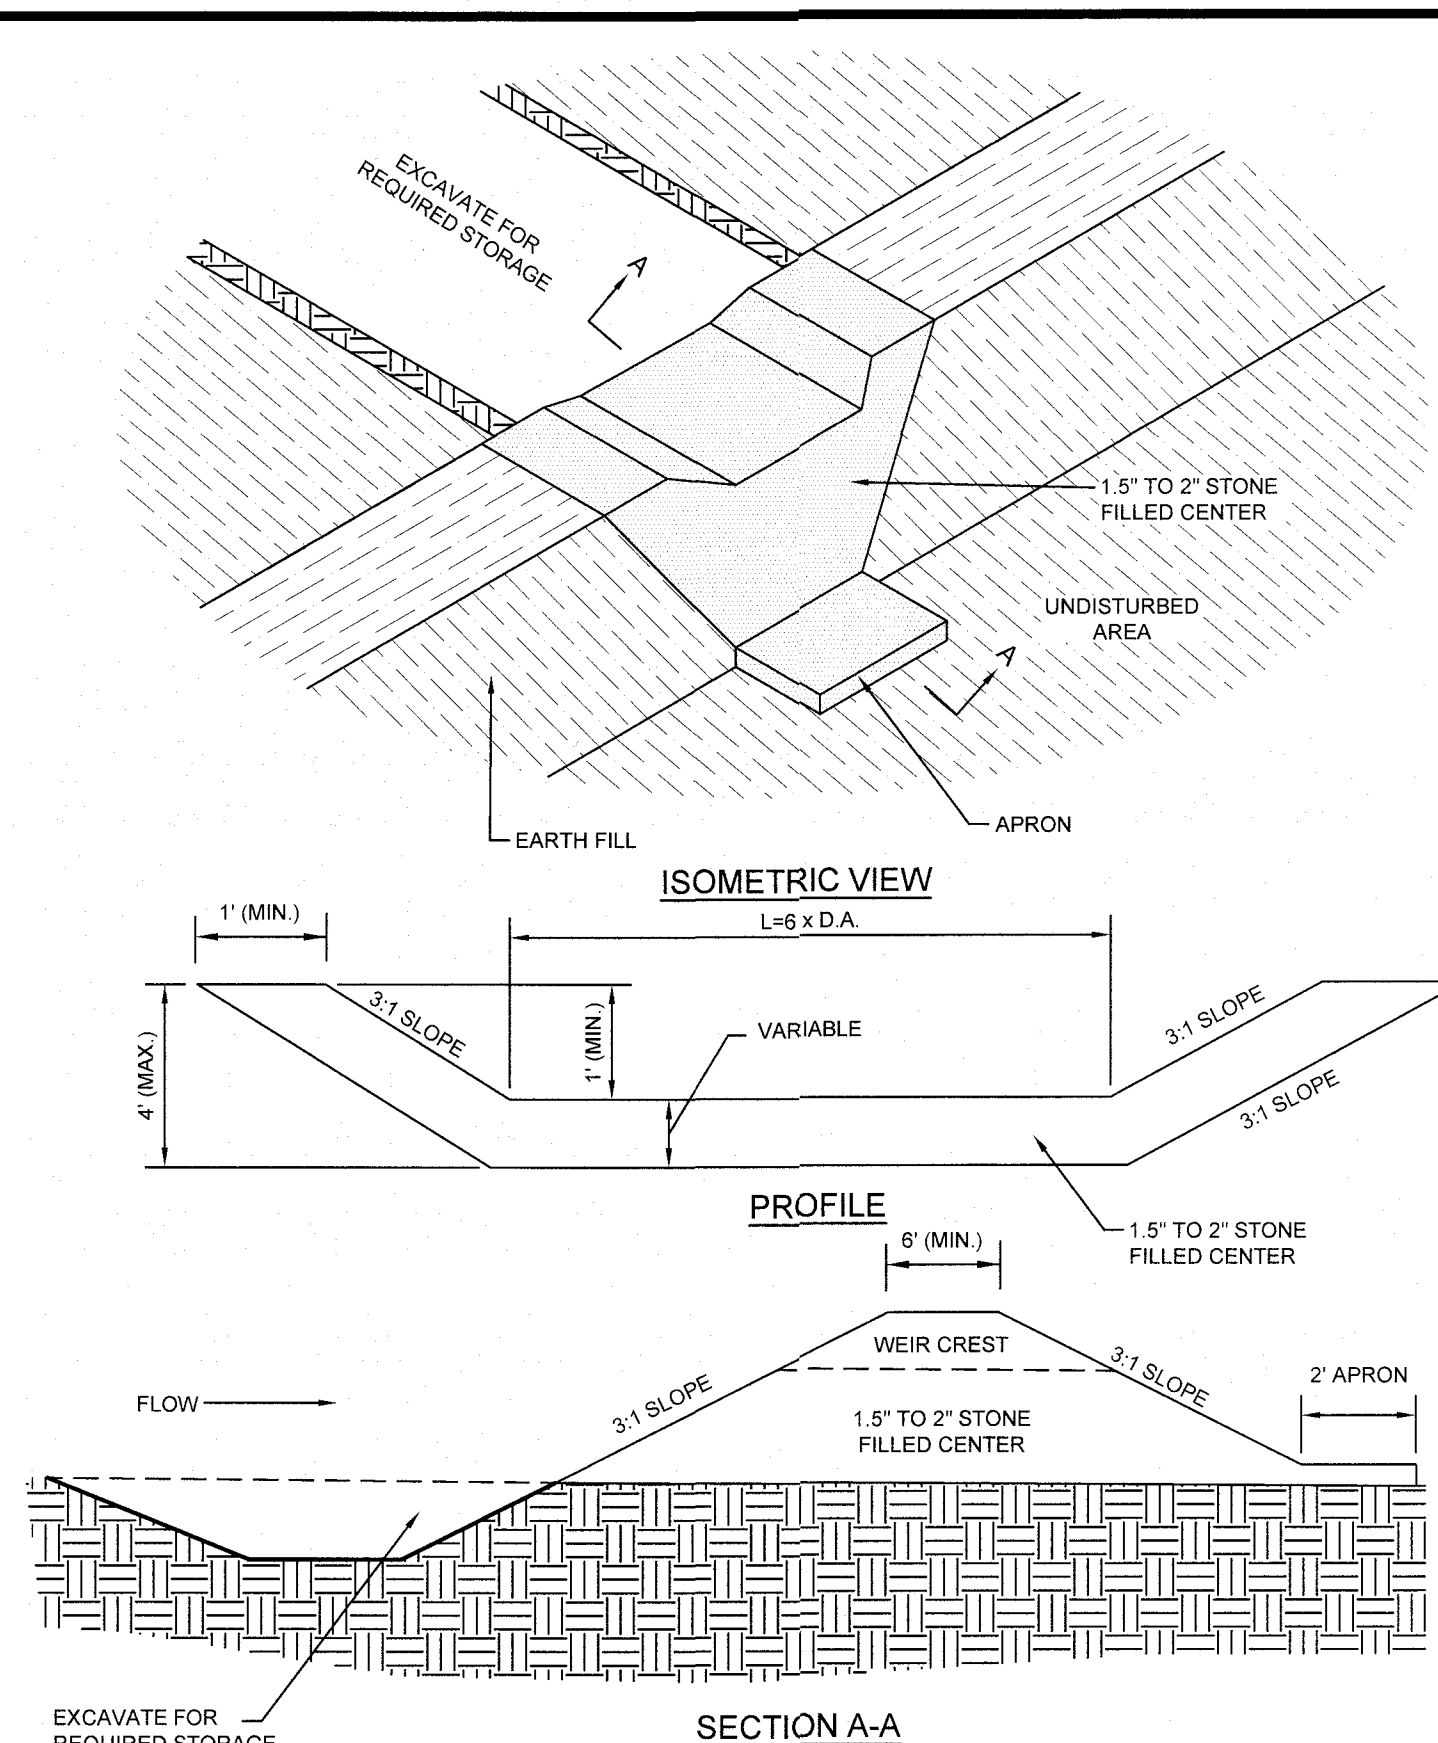 EXCAVATE FOR
REQUIRED STORAGE
A
1.5" TO 2" STONE
FILLED CENTER
UNDISTURBED
AREA
A
APRON
EARTH FILL
ISOMETRIC VIEW
1' (MIN.)
L=6 x D.A.
3:1 SLOPE
4' (MAX.)
1' (MIN.)
VARIABLE
3:1 SLOPE
3:1 SLOPE
PROFILE
1.5" TO 2" STONE
FILLED CENTER
6' (MIN.)
WEIR CREST
3:1 SLOPE
3:1 SLOPE
2' APRON
FLOW
1.5" TO 2" STONE
FILLED CENTER
EXCAVATE FOR
REQUIRED STORAGE
SECTION A-A